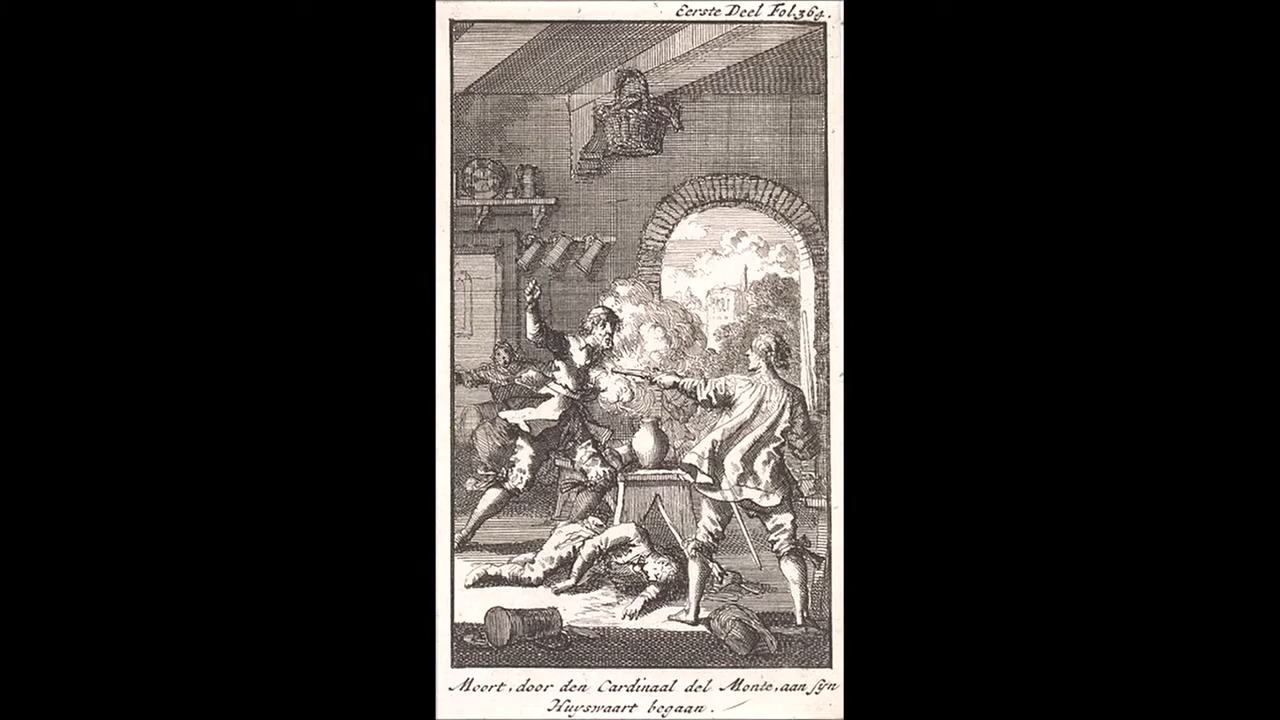 Eerste Deel Fol. 364.
Moort, door den Cardinaal del Monte, aan syn
Huyswaart begaan.